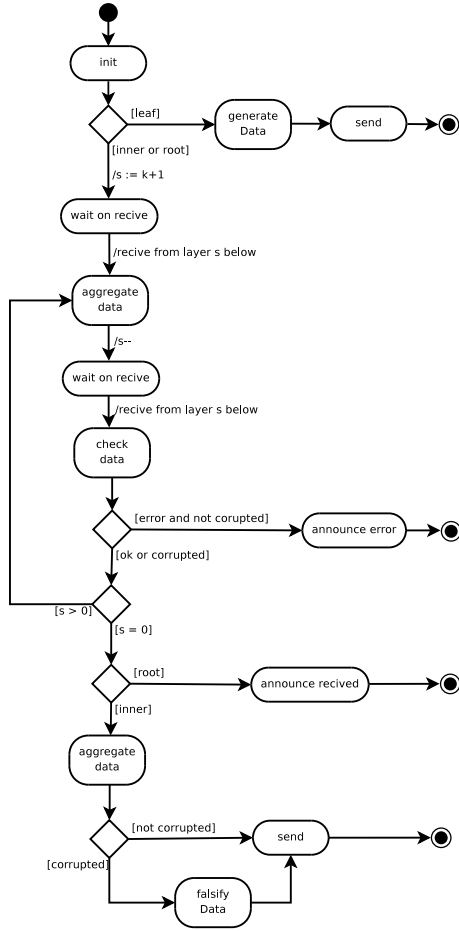 init
[leaf]
generate
Data
send
[inner or root]
/s := k+1
wait on recive
/recive from layer s below
aggregate
data
/s--
wait on recive
/recive from layer s below
check
data
[error and not corupted]
announce error
[ok or corrupted]
[s > 0]
[s = 0]
[root]
announce recived
[inner]
aggregate
data
[not corrupted]
send
[corrupted]
falsify
Data